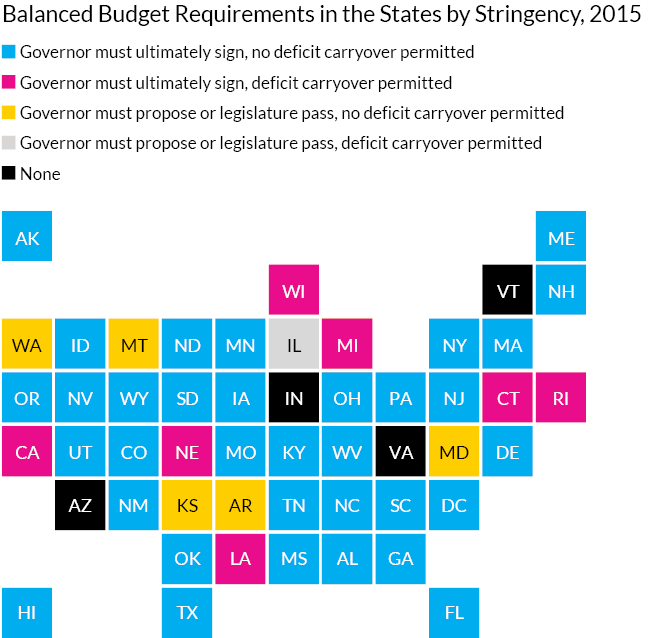 Balanced Budget Requirements in the States by Stringency, 2015
Governor must ultimately sign, no deficit carryover permitted
Governor must ultimately sign, deficit carryover permitted
Governor must propose or legislature pass, no deficit carryover permitted
Governor must propose or legislature pass, deficit carryover permitted
None
AK ME
WI VT NH
WA ID MT ND MN IL MI NY MA
OR NV WY SD IA IN OH PA NJ CT RI
CA UT CO NE MO KY WV VA MD DE
AZ NM KS AR TN NC SC DC
OK LA MS AL GA
HI TX FL